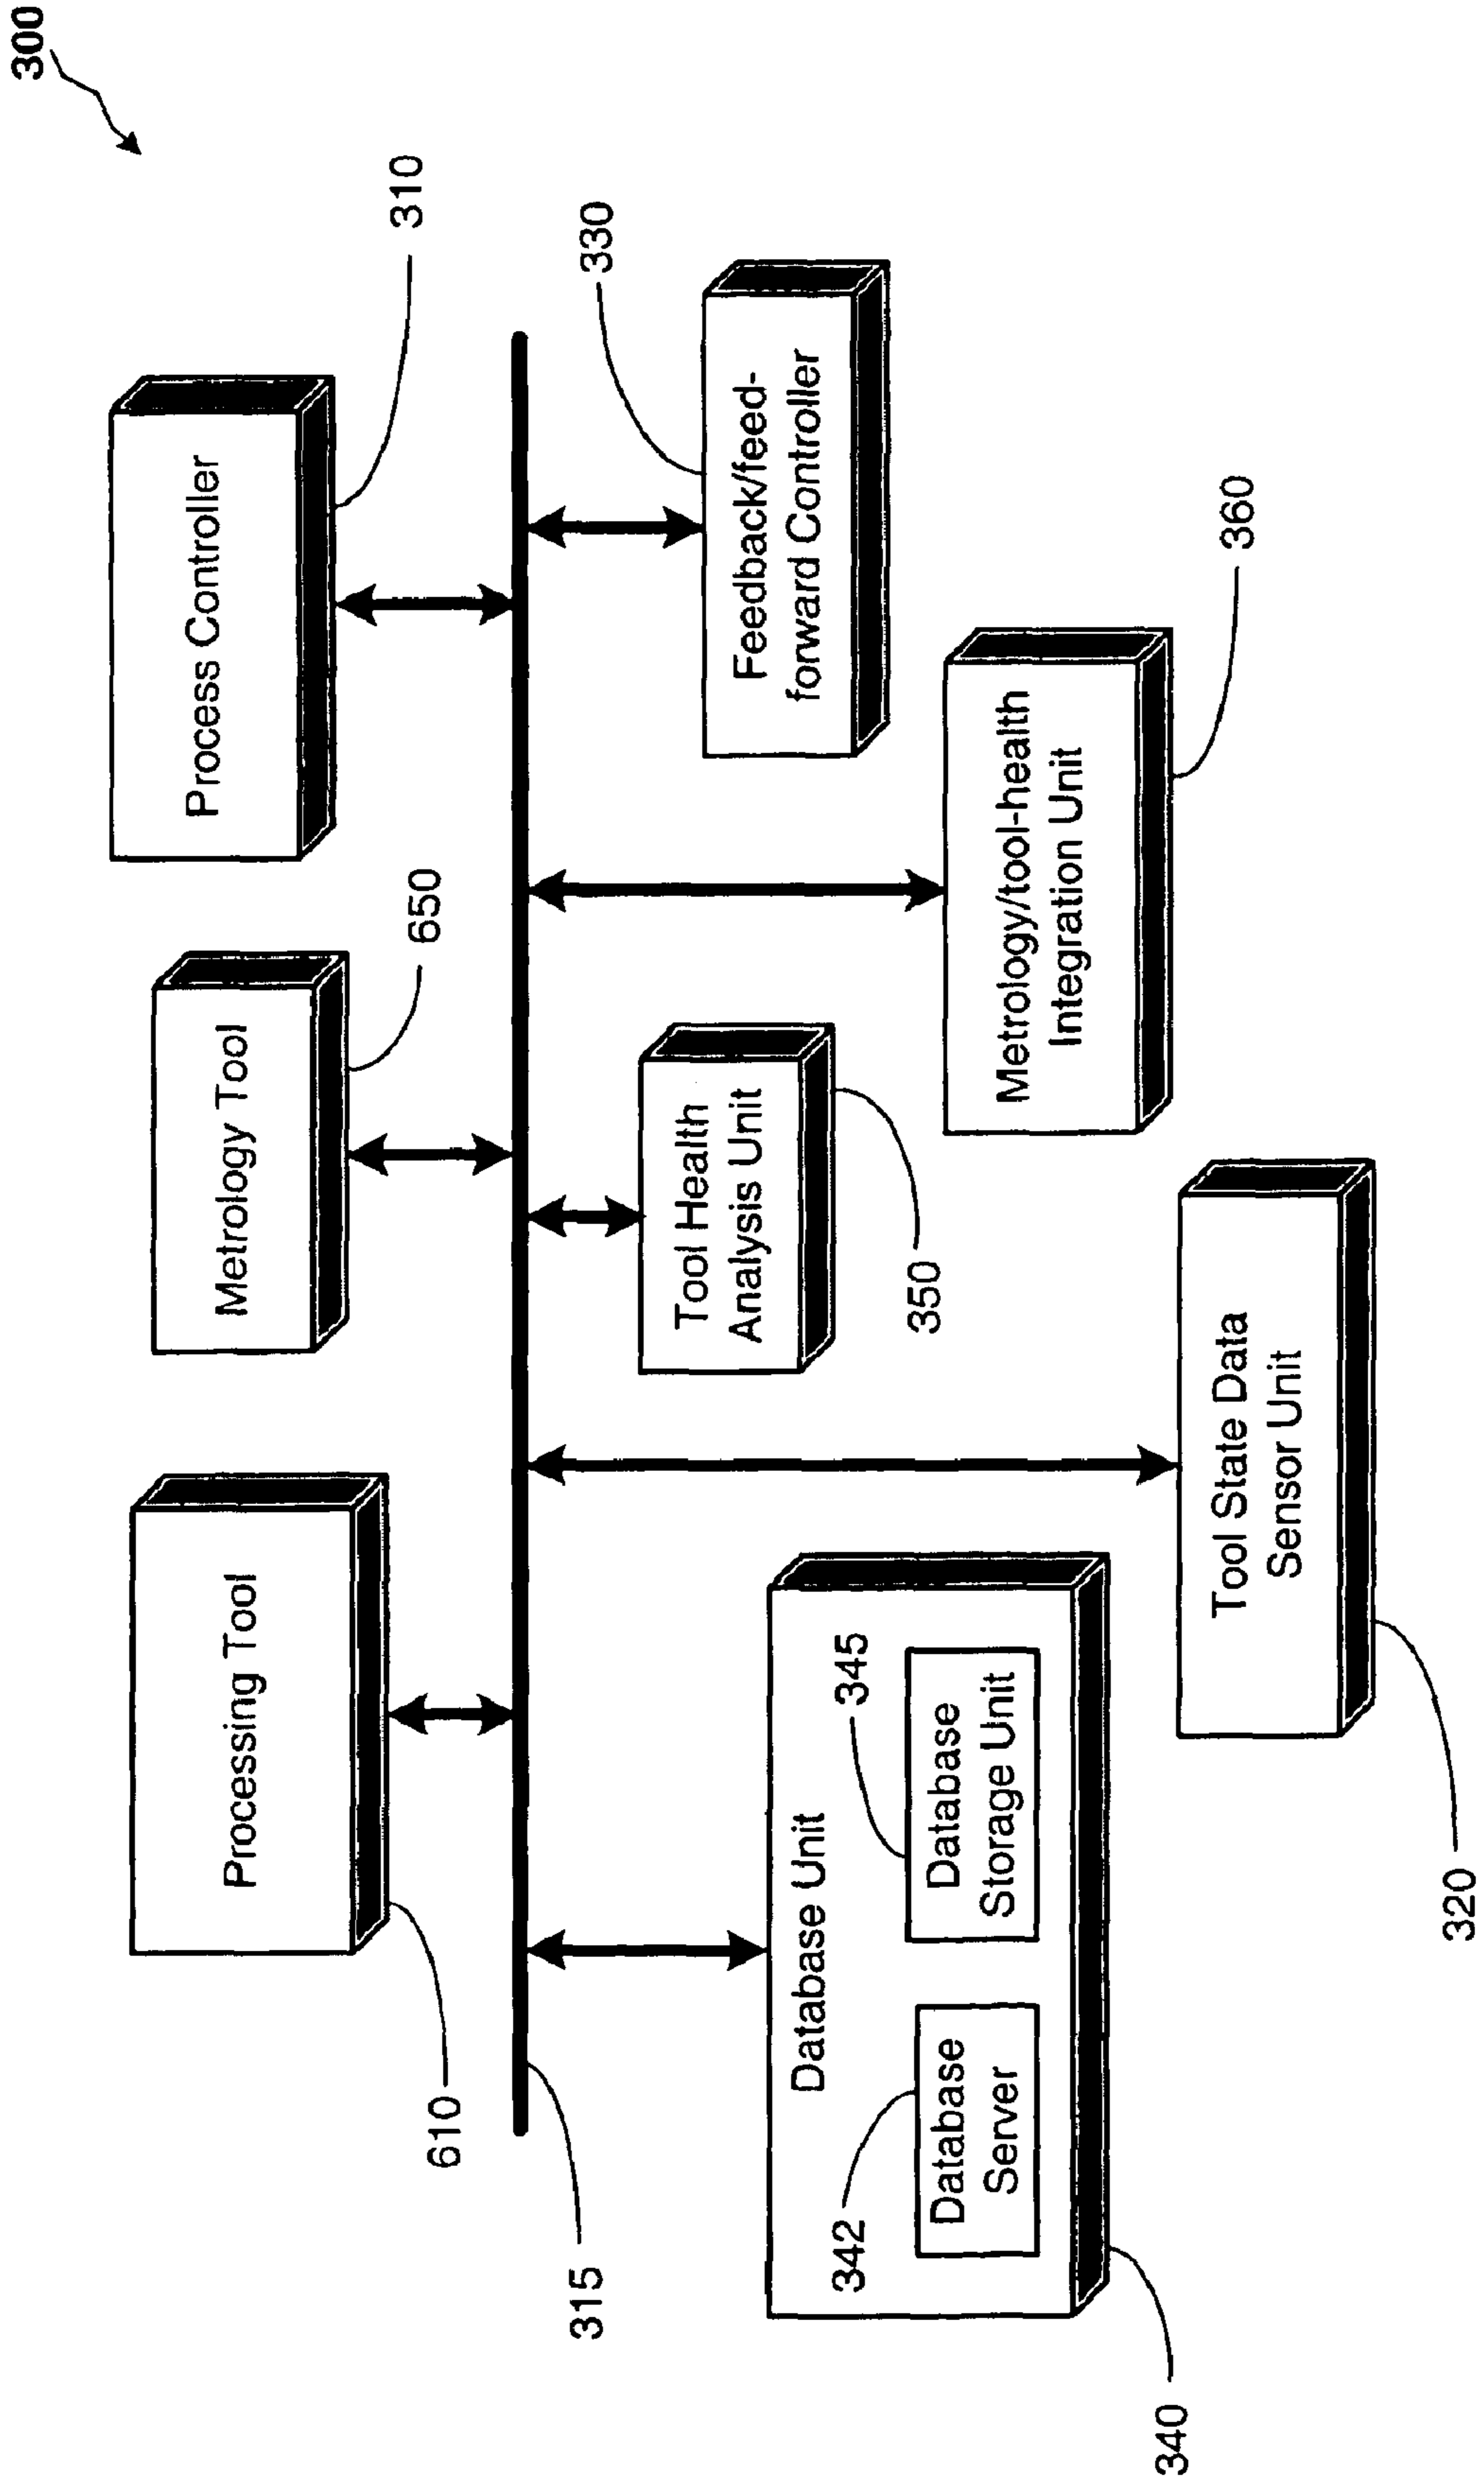 300
Processing Tool
610
Metrology Tool
650
Process Controller
310
315
Database Unit
342
Database
Server
345
Database
Storage Unit
340
Tool State Data
Sensor Unit
320
Tool Health
Analysis Unit
350
Metrology/tool-health
Integration Unit
360
Feedback/feed-
forward Controller
330